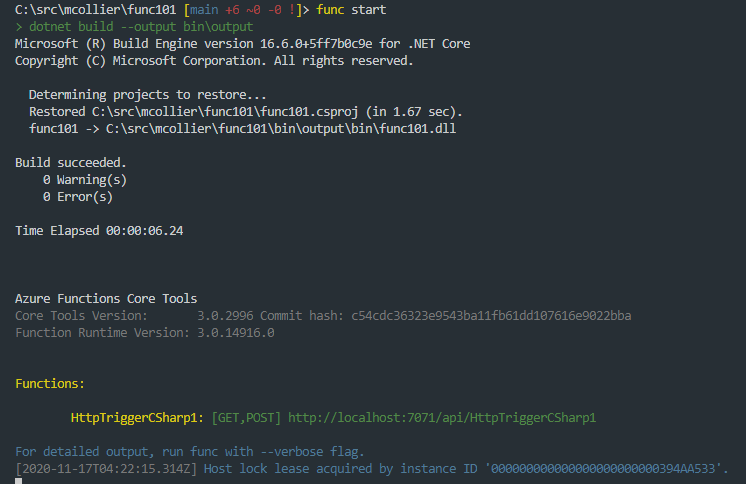 C:\src\mcollier\func101 [main +6 ~0 -0 !]> func start
> dotnet build --output bin\output
Microsoft (R) Build Engine version 16.6.0+5ff7b0c9e for .NET Core
Copyright (C) Microsoft Corporation. All rights reserved.
Determining projects to restore...
Restored C:\src\mcollier\func101\func101.csproj (in 1.67 sec).
func101 -> C:\src\mcollier\func101\bin\output\bin\func101.dll
Build succeeded.
0 Warning(s)
0 Error(s)
Time Elapsed 00:00:06.24
Azure Functions Core Tools
Core Tools Version: 3.0.2996 Commit hash: c54cdc36323e9543ba11fb61dd107616e9022bba
Function Runtime Version: 3.0.14916.0
Functions:
HttpTriggerCSharp1: [GET,POST] http://localhost:7071/api/HttpTriggerCSharp1
For detailed output, run func with --verbose flag.
[2020-11-17T04:22:15.314Z] Host lock lease acquired by instance ID '000000000000000000000000394AA533'.